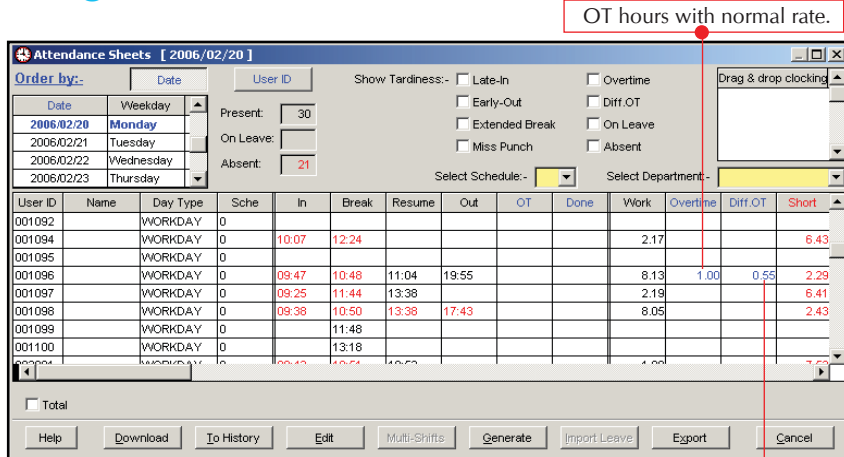 OT hours with normal rate.
Attendance Sheets [ 2006/02/20 ]
Order by:- Date User ID Show Tardiness:- Late-In Overtime Drag & drop clocking
Date Weekday Present: 30 Early-Out Diff.OT
2006/02/20 Monday Extended Break On Leave
2006/02/21 Tuesday On Leave: Miss Punch Absent
2006/02/22 Wednesday Absent: 21
2006/02/23 Thursday Select Schedule:- Select Department:-
User ID Name Day Type Sche In Break Resume Out OT Done Work Overtime Diff.OT Short
001092 WORKDAY 0
001094 WORKDAY 0 10:07 12:24 2.17 6.43
001095 WORKDAY 0
001096 WORKDAY 0 09:47 10:48 11:04 19:55 8.13 1.00 0.55 2.29
001097 WORKDAY 0 09:25 11:44 13:38 2.19 6.41
001098 WORKDAY 0 09:38 10:50 13:38 17:43 8.05 2.43
001099 WORKDAY 0 11:48
001100 WORKDAY 0 13:18
WORKDAY 0
Total
Help Download To History Edit Multi-Shifts Generate Import Leave Export Cancel